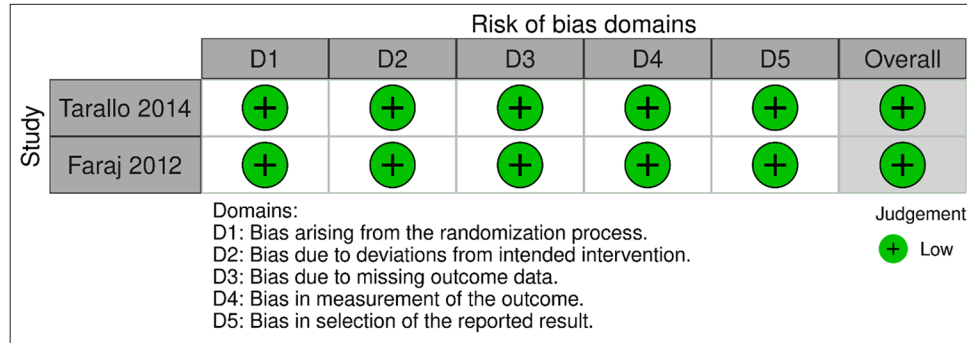 Risk of bias domains
D1 D2 D3 D4 D5 Overall
Study
Tarallo 2014 + + + + + +
Faraj 2012 + + + + + +
Domains:
D1: Bias arising from the randomization process.
D2: Bias due to deviations from intended intervention.
D3: Bias due to missing outcome data.
D4: Bias in measurement of the outcome.
D5: Bias in selection of the reported result.
Judgement
+ Low